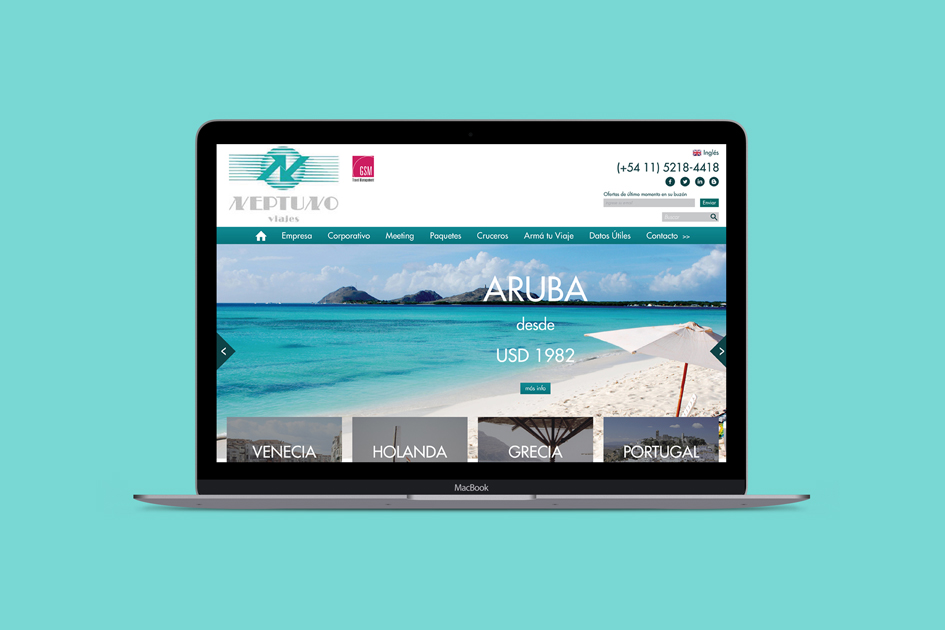 Inglés
GSM
Travel Management
(+54 11) 5218-4418
Ofertas de último momento en su buzón
Enviar
Buscar
NEPTUNO
viajes
Empresa Corporativo Meeting Paquetes Cruceros Armá tu Viaje Datos Útiles Contacto >>
ARUBA
desde
USD 1982
más info
VENECIA HOLANDA GRECIA PORTUGAL
MacBook